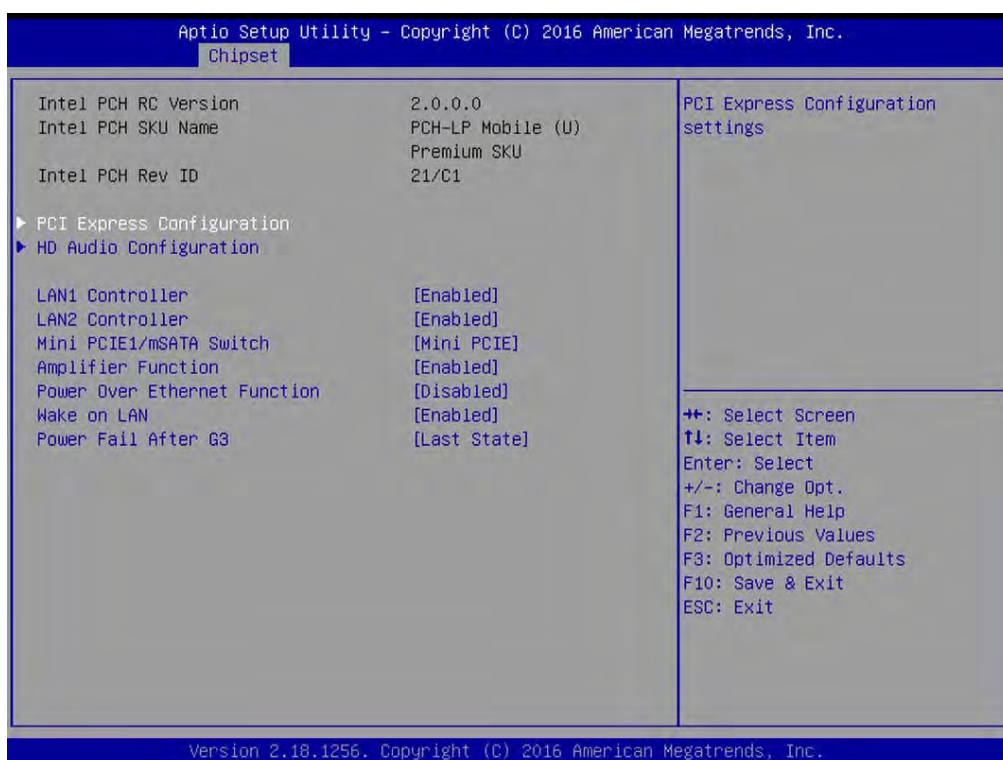 Aptio Setup Utility – Copyright (C) 2016 American Megatrends, Inc.
Chipset
Intel PCH RC Version 2.0.0.0
Intel PCH SKU Name PCH-LP Mobile (U)
Premium SKU
Intel PCH Rev ID 21/C1
▶ PCI Express Configuration
▶ HD Audio Configuration
LAN1 Controller [Enabled]
LAN2 Controller [Enabled]
Mini PCIE1/mSATA Switch [Mini PCIE]
Amplifier Function [Enabled]
Power Over Ethernet Function [Disabled]
Wake on LAN [Enabled]
Power Fail After G3 [Last State]
PCI Express Configuration
settings
→←: Select Screen
↑↓: Select Item
Enter: Select
+/-: Change Opt.
F1: General Help
F2: Previous Values
F3: Optimized Defaults
F10: Save & Exit
ESC: Exit
Version 2.18.1256. Copyright (C) 2016 American Megatrends, Inc.